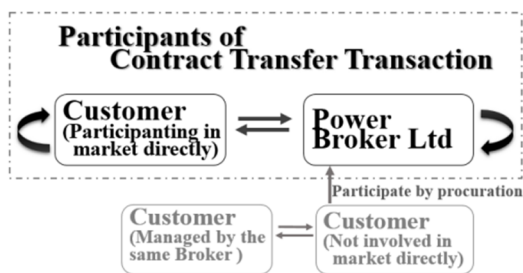 Participants of
Contract Transfer Transaction
Customer
(Participanting in
market directly)
Power
Broker Ltd
Participate by procuration
Customer
(Managed by the
same Broker )
Customer
(Not involved in
market directly)